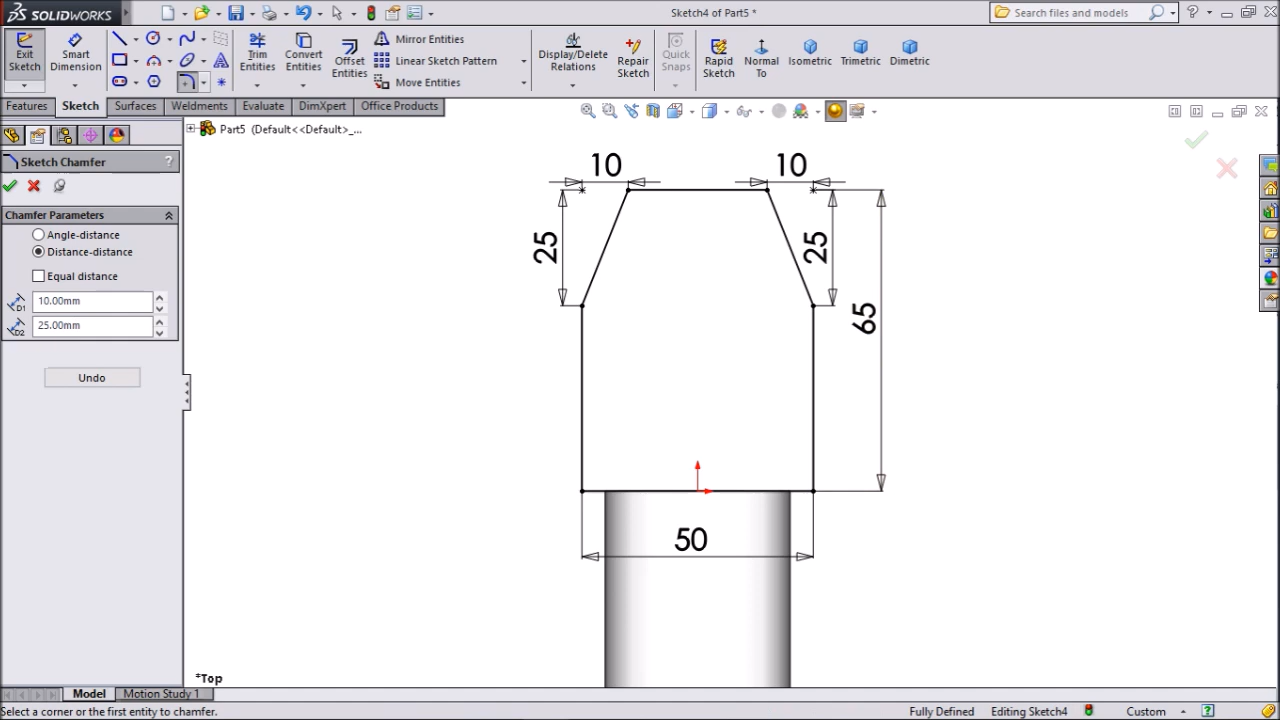 SOLIDWORKS
Sketch4 of Part5 *
Search files and models
Exit Sketch
Smart Dimension
Trim Entities
Convert Entities
Offset Entities
Mirror Entities
Linear Sketch Pattern
Move Entities
Display/Delete Relations
Repair Sketch
Quick Snaps
Rapid Sketch
Normal To
Isometric
Trimetric
Dimetric
Features Sketch Surfaces Weldments Evaluate DimXpert Office Products
Part5 (Default<<Default>_...
Sketch Chamfer ?
Chamfer Parameters
Angle-distance
Distance-distance
Equal distance
D1 10.00mm
D2 25.00mm
Undo
10 10
25 25
65
50
*Top
Model Motion Study 1
Select a corner or the first entity to chamfer. Fully Defined Editing Sketch4 Custom ?